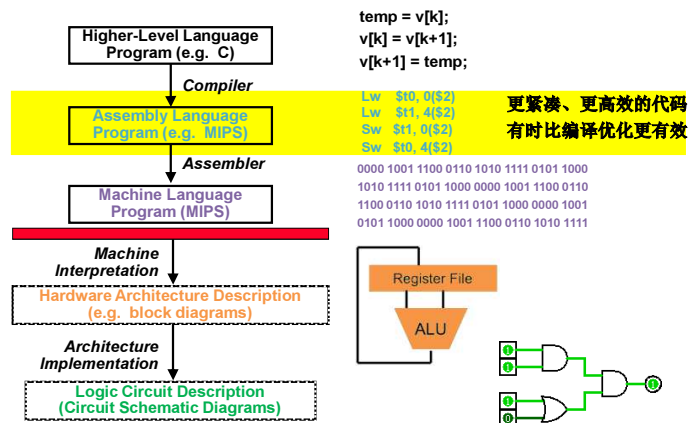 Higher-Level Language
Program (e.g. C)
temp = v[k];
v[k] = v[k+1];
v[k+1] = temp;
Compiler
Assembly Language
Program (e.g. MIPS)
Lw $t0, 0($2)
Lw $t1, 4($2)
Sw $t1, 0($2)
Sw $t0, 4($2)
更紧凑、更高效的代码
有时比编译优化更有效
Assembler
Machine Language
Program (MIPS)
0000 1001 1100 0110 1010 1111 0101 1000
1010 1111 0101 1000 0000 1001 1100 0110
1100 0110 1010 1111 0101 1000 0000 1001
0101 1000 0000 1001 1100 0110 1010 1111
Machine
Interpretation
Hardware Architecture Description
(e.g. block diagrams)
Register File
ALU
Architecture
Implementation
Logic Circuit Description
(Circuit Schematic Diagrams)
1
1
1
0
1